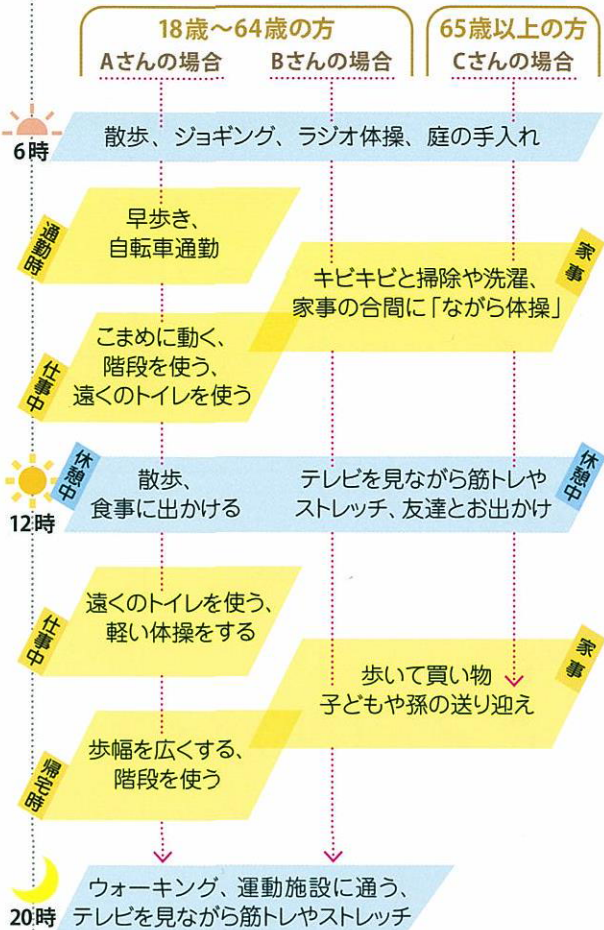 18歳～64歳の方
65歳以上の方
Aさんの場合
Bさんの場合
Cさんの場合
6時
散歩、ジョギング、ラジオ体操、庭の手入れ
通勤時
早歩き、
自転車通勤
家事
キビキビと掃除や洗濯、
家事の合間に「ながら体操」
仕事中
こまめに動く、
階段を使う、
遠くのトイレを使う
12時
休憩中
散歩、
食事に出かける
テレビを見ながら筋トレや
ストレッチ、友達とお出かけ
休憩中
仕事中
遠くのトイレを使う、
軽い体操をする
家事
歩いて買い物
子どもや孫の送り迎え
帰宅時
歩幅を広くする、
階段を使う
20時
ウォーキング、運動施設に通う、
テレビを見ながら筋トレやストレッチ